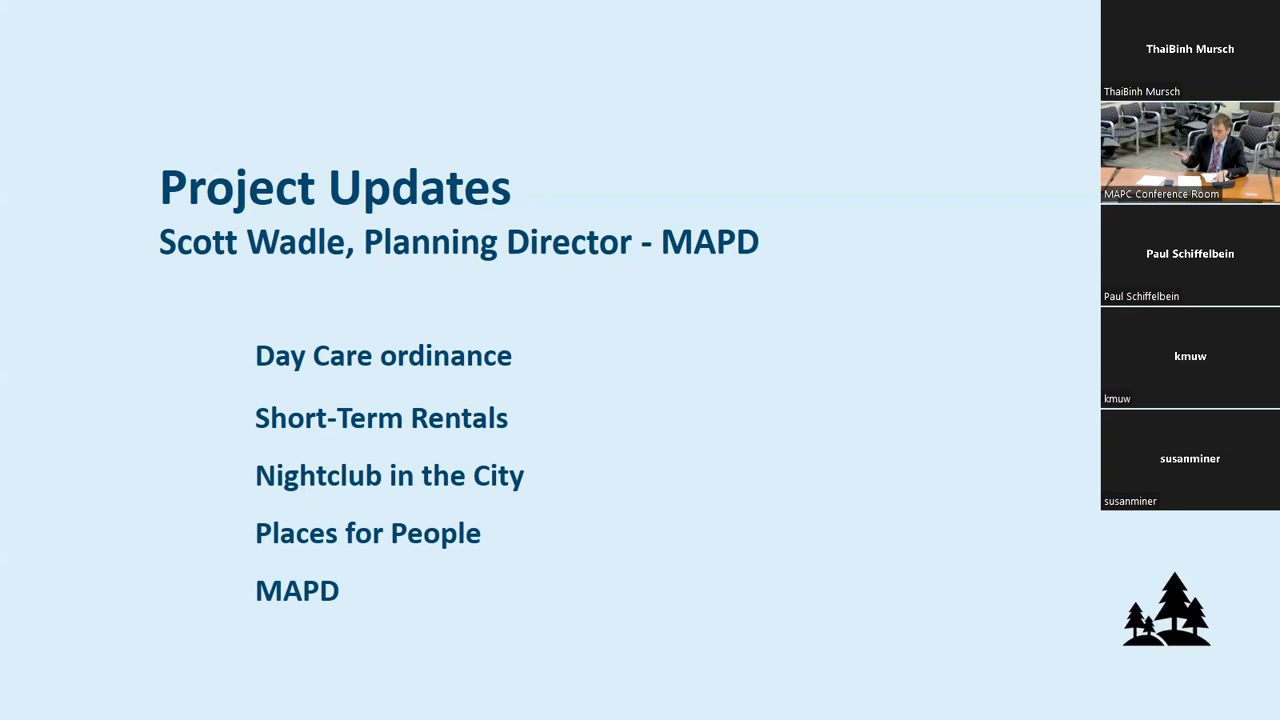 Project Updates
Scott Wadle, Planning Director - MAPD
Day Care ordinance
Short-Term Rentals
Nightclub in the City
Places for People
MAPD
ThaiBinh Mursch
ThaiBinh Mursch
MAPC Conference Room
Paul Schiffelbein
Paul Schiffelbein
kmuw
kmuw
susanminer
susanminer